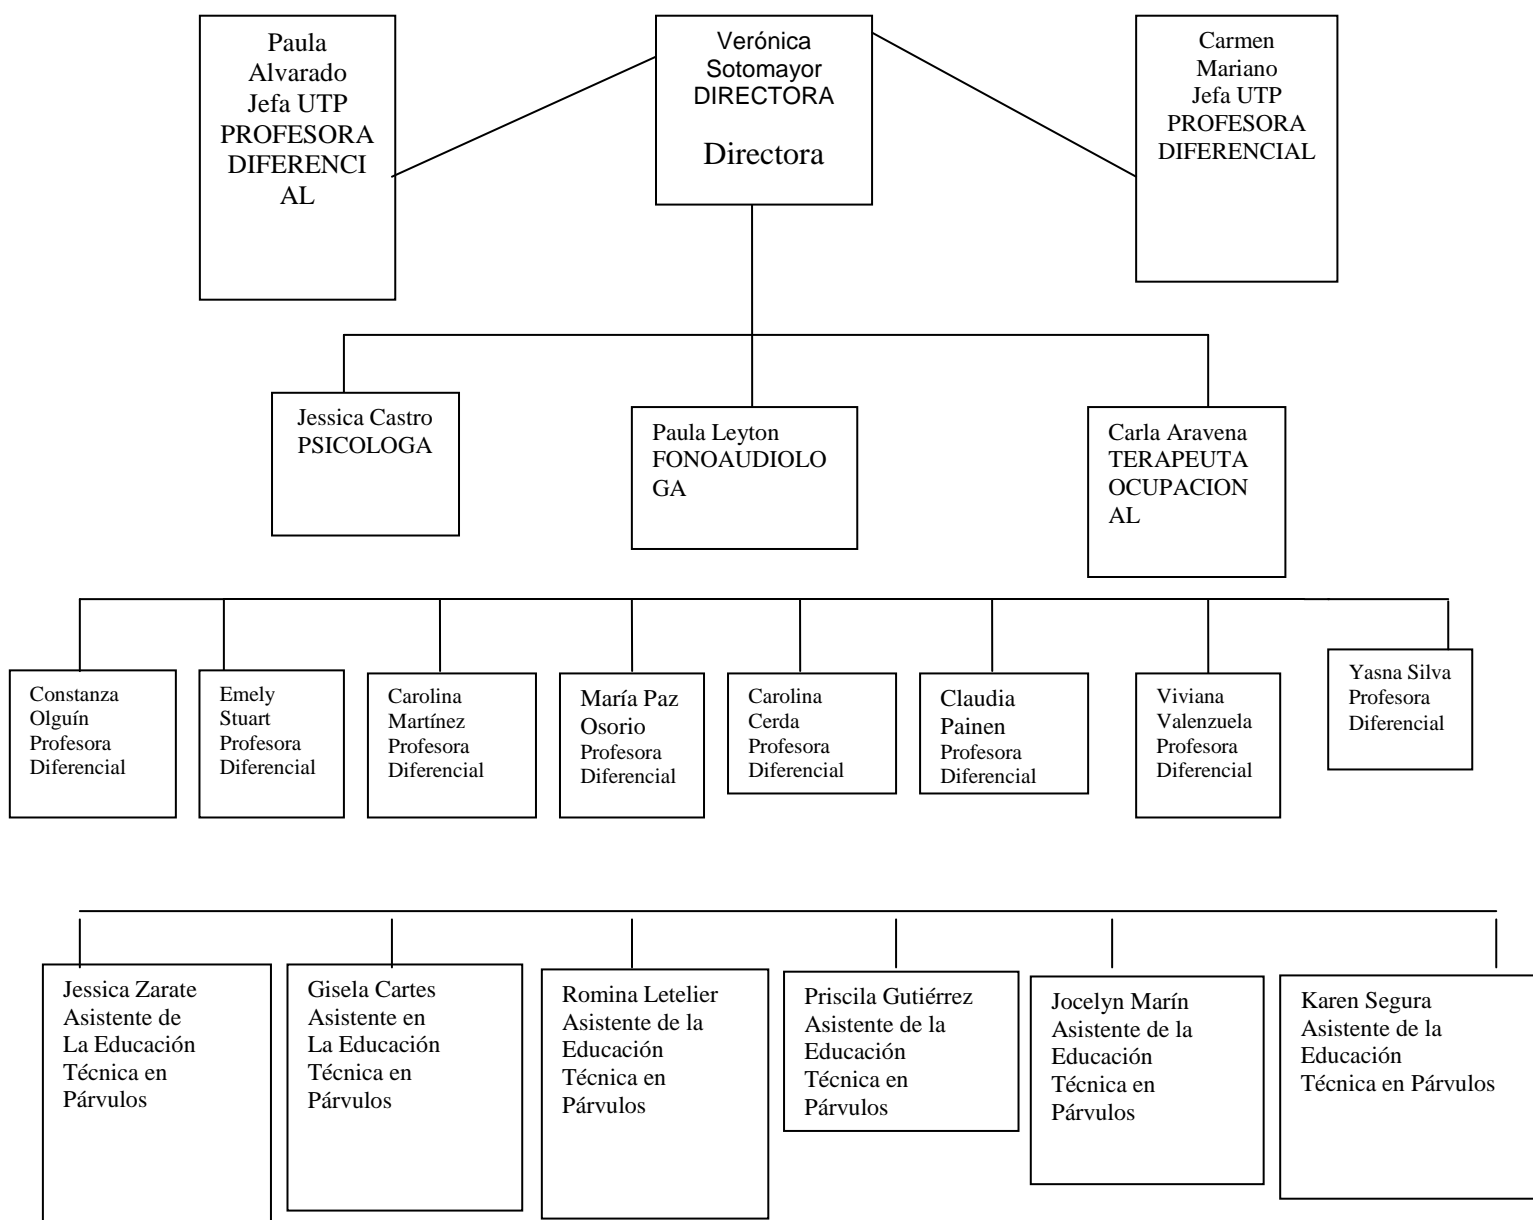 Paula
Alvarado
Jefa UTP
PROFESORA
DIFERENCI
AL
Verónica
Sotomayor
DIRECTORA
Directora
Carmen
Mariano
Jefa UTP
PROFESORA
DIFERENCIAL
Jessica Castro
PSICOLOGA
Paula Leyton
FONOAUDIOLO
GA
Carla Aravena
TERAPEUTA
OCUPACION
AL
Constanza
Olguín
Profesora
Diferencial
Emely
Stuart
Profesora
Diferencial
Carolina
Martínez
Profesora
Diferencial
María Paz
Osorio
Profesora
Diferencial
Carolina
Cerda
Profesora
Diferencial
Claudia
Painen
Profesora
Diferencial
Viviana
Valenzuela
Profesora
Diferencial
Yasna Silva
Profesora
Diferencial
Jessica Zarate
Asistente de
La Educación
Técnica en
Párvulos
Gisela Cartes
Asistente en
La Educación
Técnica en
Párvulos
Romina Letelier
Asistente de la
Educación
Técnica en
Párvulos
Priscila Gutiérrez
Asistente de la
Educación
Técnica en
Párvulos
Jocelyn Marín
Asistente de la
Educación
Técnica en
Párvulos
Karen Segura
Asistente de la
Educación
Técnica en Párvulos